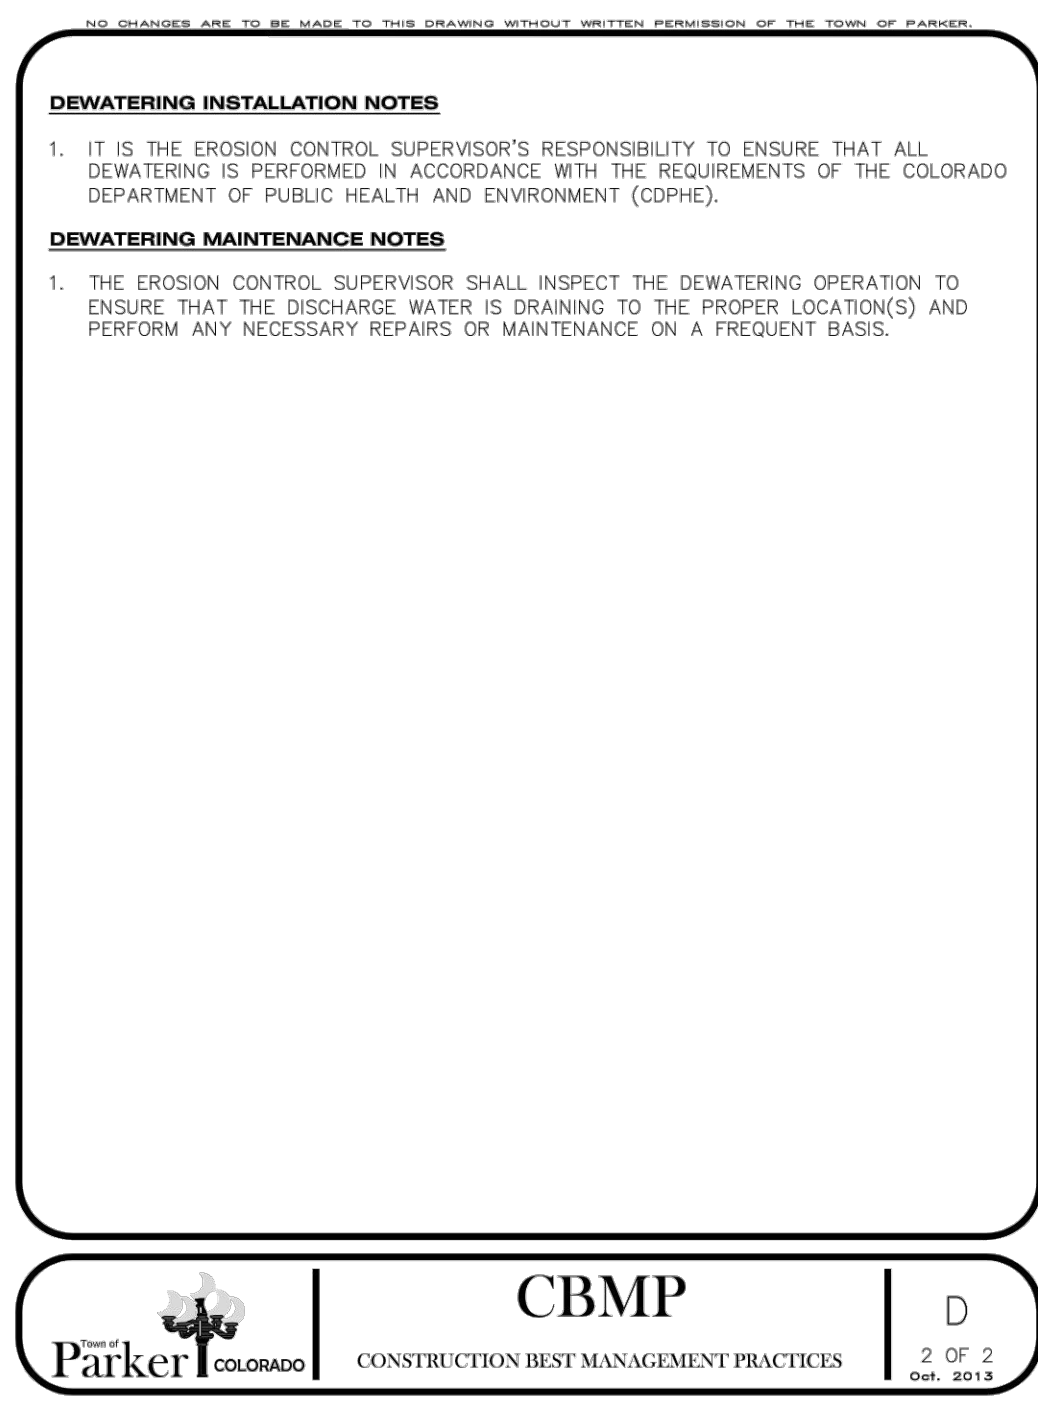 NO CHANGES ARE TO BE MADE TO THIS DRAWING WITHOUT WRITTEN PERMISSION OF THE TOWN OF PARKER.
DEWATERING INSTALLATION NOTES
1. IT IS THE EROSION CONTROL SUPERVISOR'S RESPONSIBILITY TO ENSURE THAT ALL
DEWATERING IS PERFORMED IN ACCORDANCE WITH THE REQUIREMENTS OF THE COLORADO
DEPARTMENT OF PUBLIC HEALTH AND ENVIRONMENT (CDPHE).
DEWATERING MAINTENANCE NOTES
1. THE EROSION CONTROL SUPERVISOR SHALL INSPECT THE DEWATERING OPERATION TO
ENSURE THAT THE DISCHARGE WATER IS DRAINING TO THE PROPER LOCATION(S) AND
PERFORM ANY NECESSARY REPAIRS OR MAINTENANCE ON A FREQUENT BASIS.
Town of
Parker COLORADO
CBMP
CONSTRUCTION BEST MANAGEMENT PRACTICES
D
2 OF 2
Oct. 2013